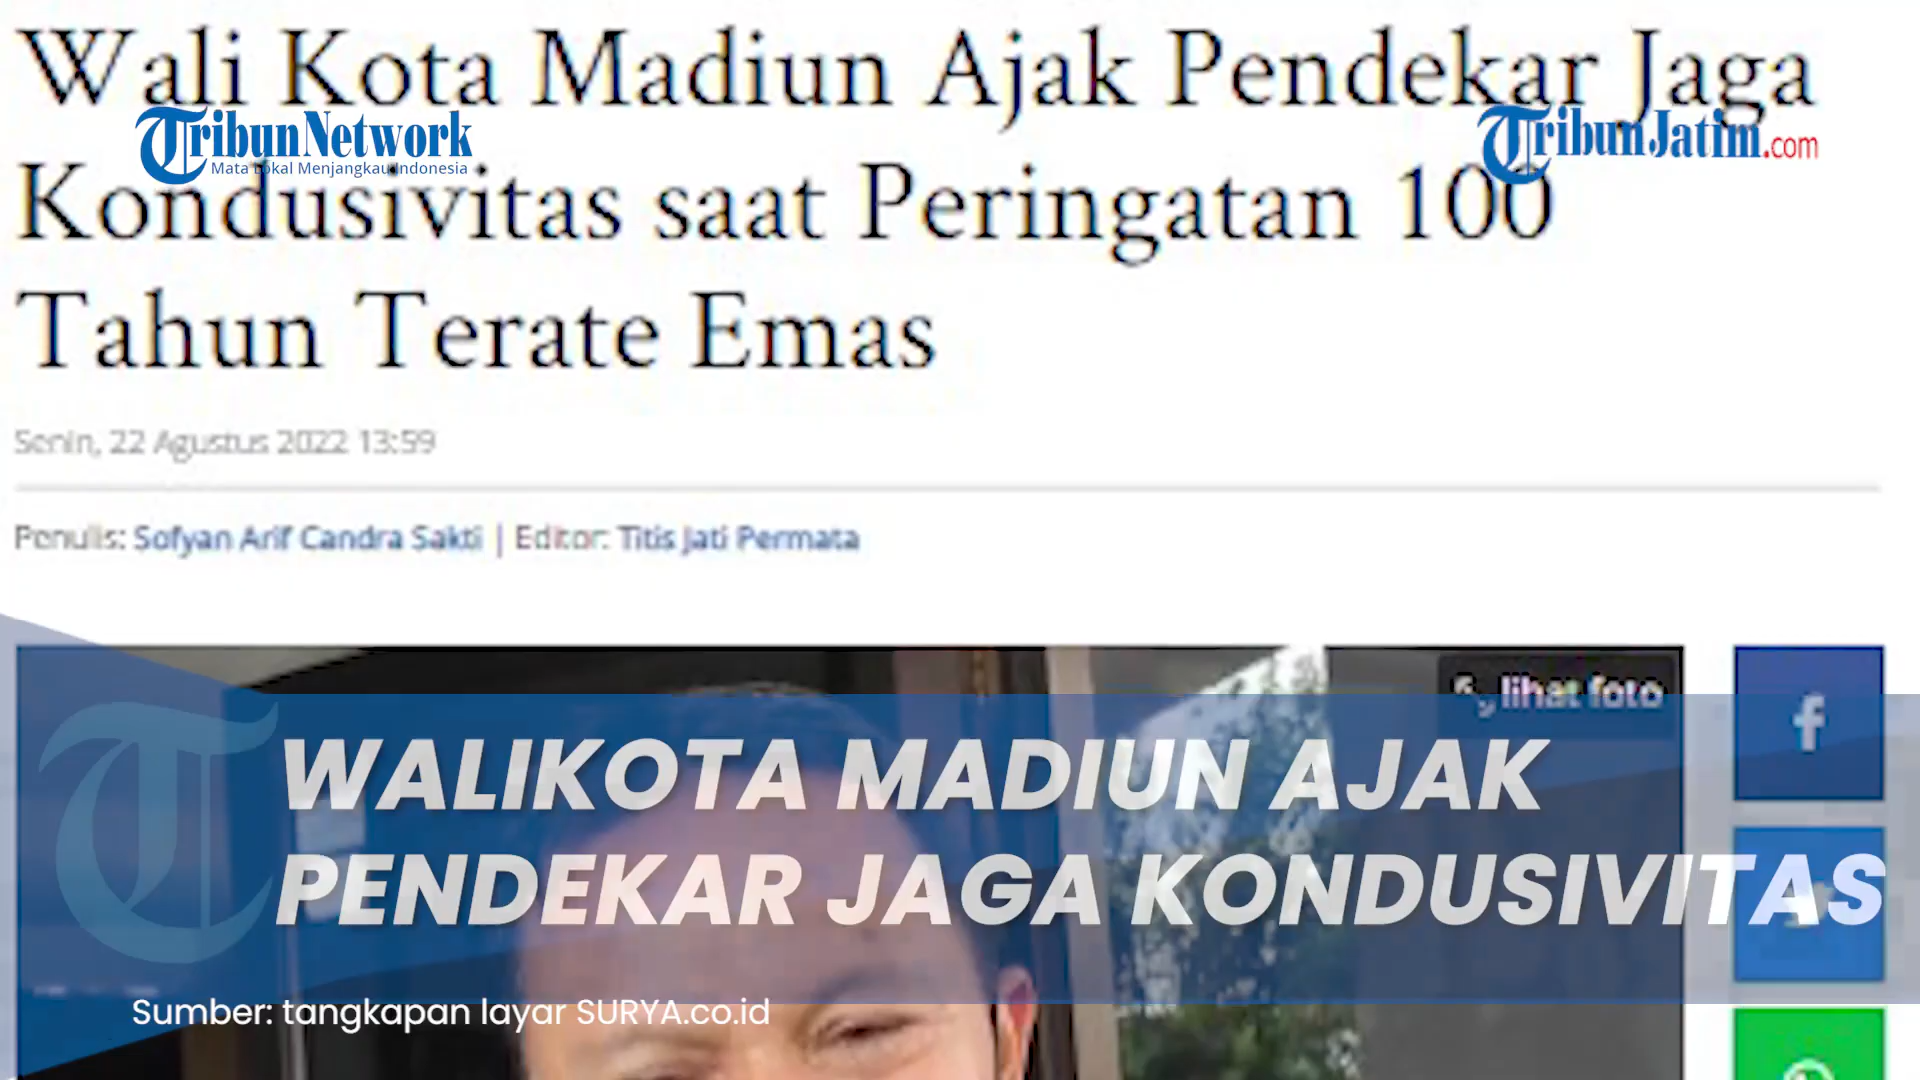 Wali Kota Madiun Ajak Pendekar Jaga
TribunNetwork
Mata Lokal Menjangkau Indonesia
TribunJatim.com
Kondusivitas saat Peringatan 100
Tahun Terate Emas
Senin, 22 Agustus 2022 13:59
Penulis: Sofyan Arif Candra Sakti | Editor: Titis Jati Permata
lihat foto
WALIKOTA MADIUN AJAK
PENDEKAR JAGA KONDUSIVITAS
Sumber: tangkapan layar SURYA.co.id